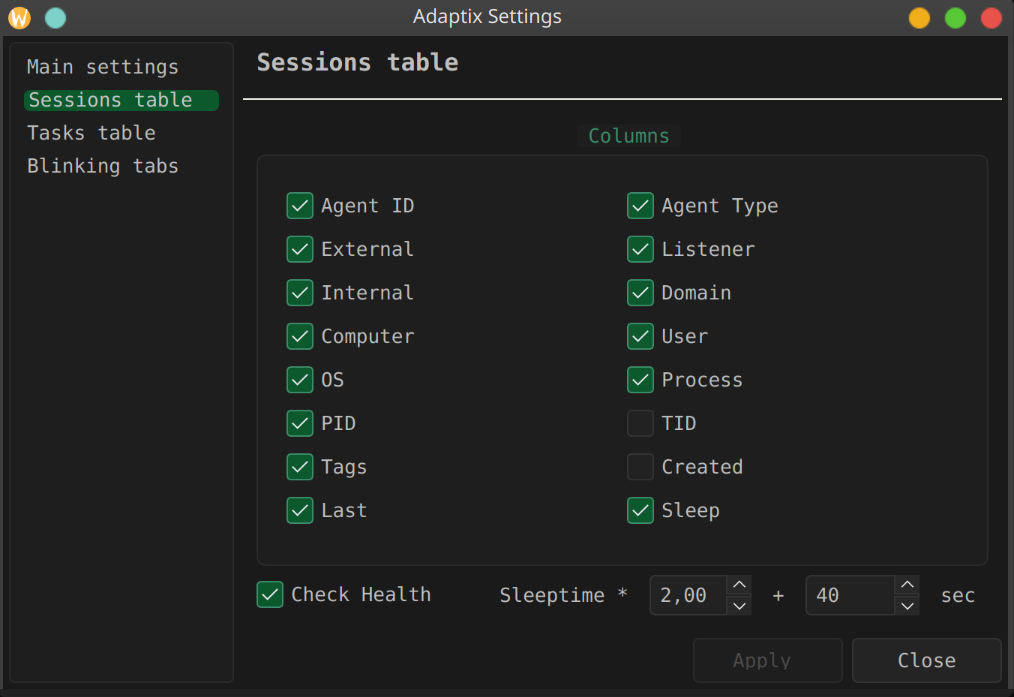 W
Adaptix Settings
Main settings
Sessions table
Tasks table
Blinking tabs
Sessions table
Columns
Agent ID
Agent Type
External
Listener
Internal
Domain
Computer
User
OS
Process
PID
TID
Tags
Created
Last
Sleep
Check Health
Sleeptime * 2,00 + 40 sec
Apply
Close